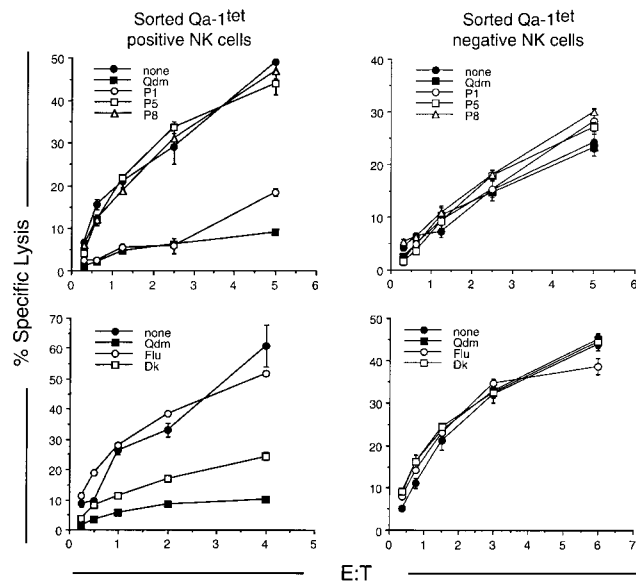 Sorted Qa-1tet
positive NK cells
Sorted Qa-1tet
negative NK cells
% Specific Lysis
50
40
30
20
10
0
none
Qdm
P1
P5
P8
0 1 2 3 4 5 6
40
30
20
10
0
none
Qdm
P1
P5
P8
0 1 2 3 4 5 6
70
60
50
40
30
20
10
0
none
Qdm
Flu
Dk
0 1 2 3 4 5
50
40
30
20
10
0
none
Qdm
Flu
Dk
0 1 2 3 4 5 6 7
E:T